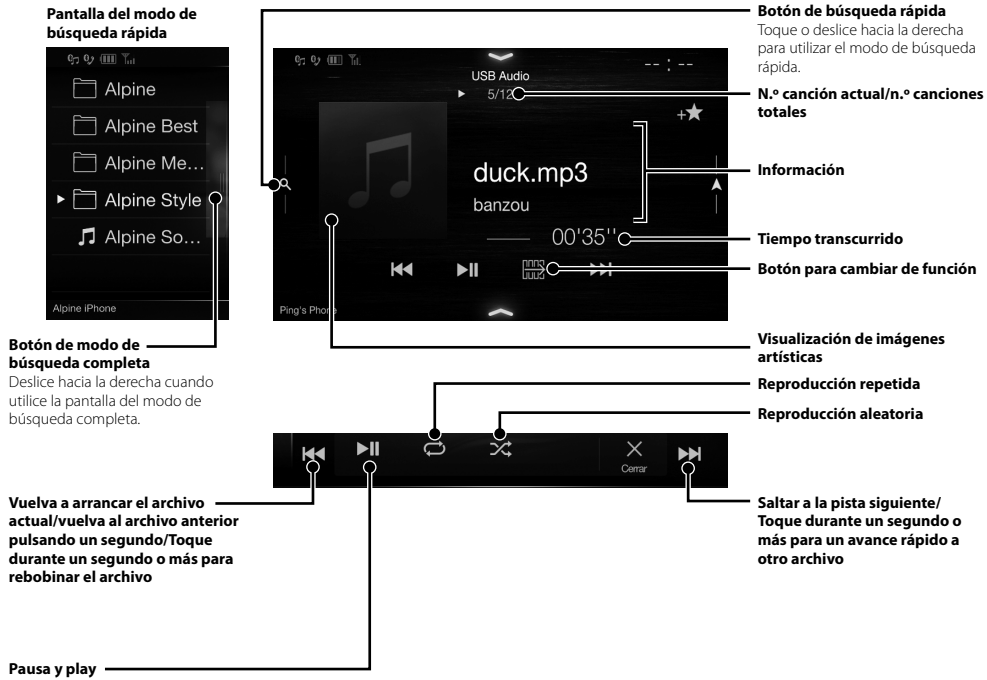 Pantalla del modo de
búsqueda rápida
Alpine
Alpine Best
Alpine Me...
Alpine Style
Alpine So...
Alpine iPhone
Botón de modo de
búsqueda completa
Deslice hacia la derecha cuando
utilice la pantalla del modo de
búsqueda completa.
USB Audio
5/12
-- : --
duck.mp3
banzou
00'35''
Ping's Phone
Botón de búsqueda rápida
Toque o deslice hacia la derecha
para utilizar el modo de búsqueda
rápida.
N.º canción actual/n.º canciones
totales
Información
Tiempo transcurrido
Botón para cambiar de función
Visualización de imágenes
artísticas
Reproducción repetida
Reproducción aleatoria
Cerrar
Vuelva a arrancar el archivo
actual/vuelva al archivo anterior
pulsando un segundo/Toque
durante un segundo o más para
rebobinar el archivo
Saltar a la pista siguiente/
Toque durante un segundo o
más para un avance rápido a
otro archivo
Pausa y play